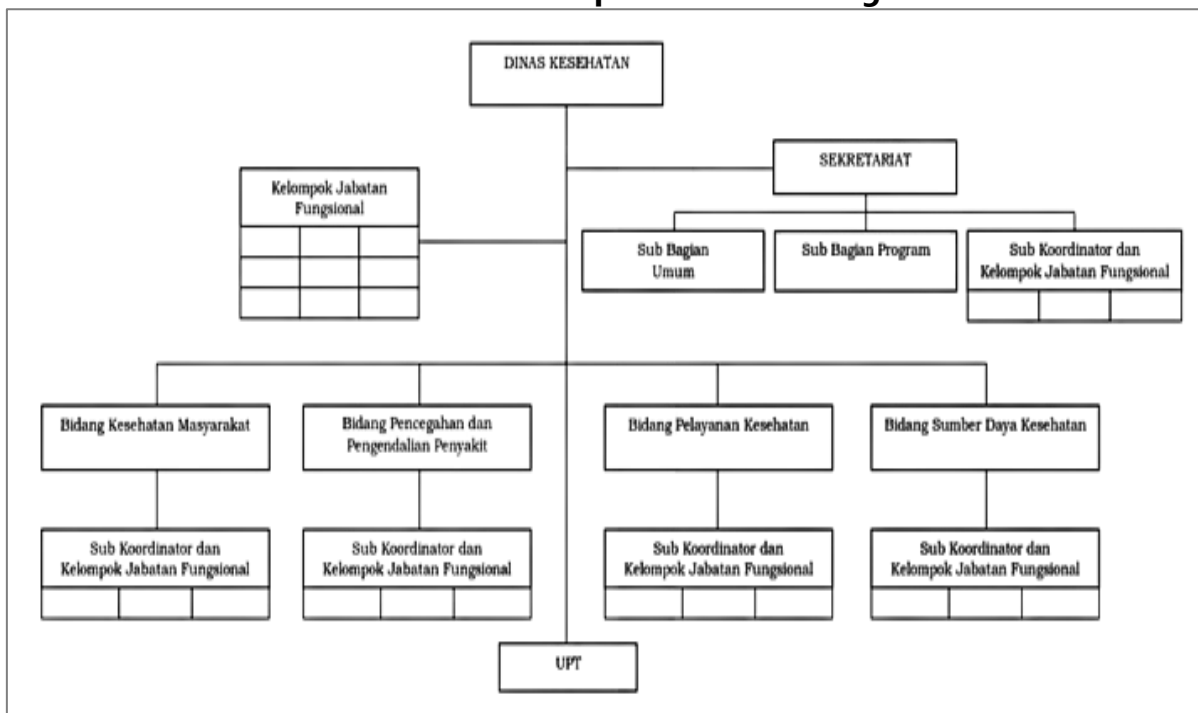 DINAS KESEHATAN
SEKRETARIAT
Kelompok Jabatan
Fungsional
Sub Bagian
Umum
Sub Bagian Program
Sub Koordinator dan
Kelompok Jabatan Fungsional
Bidang Kesehatan Masyarakat
Bidang Pencegahan dan
Pengendalian Penyakit
Bidang Pelayanan Kesehatan
Bidang Sumber Daya Kesehatan
Sub Koordinator dan
Kelompok Jabatan Fungsional
Sub Koordinator dan
Kelompok Jabatan Fungsional
Sub Koordinator dan
Kelompok Jabatan Fungsional
Sub Koordinator dan
Kelompok Jabatan Fungsional
UPT